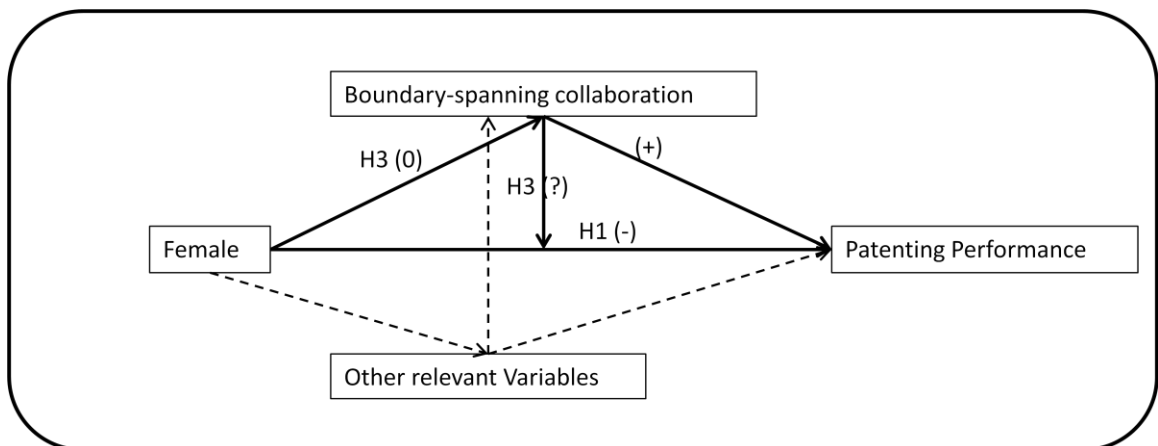 Boundary-spanning collaboration
H3 (0)
(+)
H3 (?)
H1 (-)
Female
Patenting Performance
Other relevant Variables